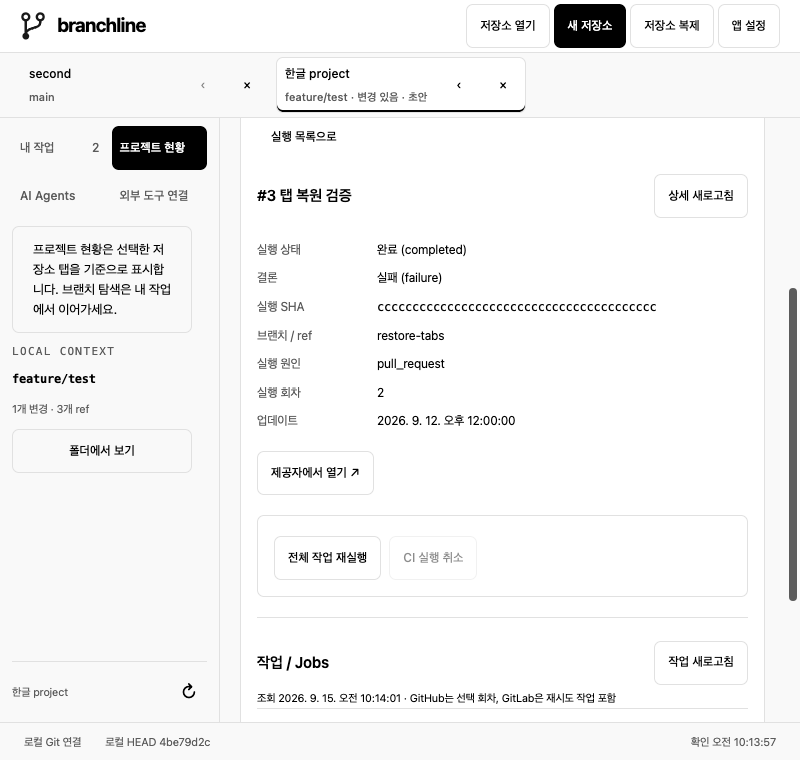 branchline
저장소 열기
새 저장소
저장소 복제
앱 설정
second
main
‹
×
한글 project
feature/test · 변경 있음 · 초안
‹
×
내 작업 2
프로젝트 현황
AI Agents
외부 도구 연결
프로젝트 현황은 선택한 저
장소 탭을 기준으로 표시합
니다. 브랜치 탐색은 내 작업
에서 이어가세요.
LOCAL CONTEXT
feature/test
1개 변경 · 3개 ref
폴더에서 보기
한글 project
실행 목록으로
#3 탭 복원 검증
상세 새로고침
실행 상태 완료 (completed)
결론 실패 (failure)
실행 SHA cccccccccccccccccccccccccccccccccccccccc
브랜치 / ref restore-tabs
실행 원인 pull_request
실행 회차 2
업데이트 2026. 9. 12. 오후 12:00:00
제공자에서 열기 ↗
전체 작업 재실행
CI 실행 취소
작업 / Jobs
작업 새로고침
조회 2026. 9. 15. 오전 10:14:01 · GitHub는 선택 회차, GitLab은 재시도 작업 포함
로컬 Git 연결
로컬 HEAD 4be79d2c
확인 오전 10:13:57